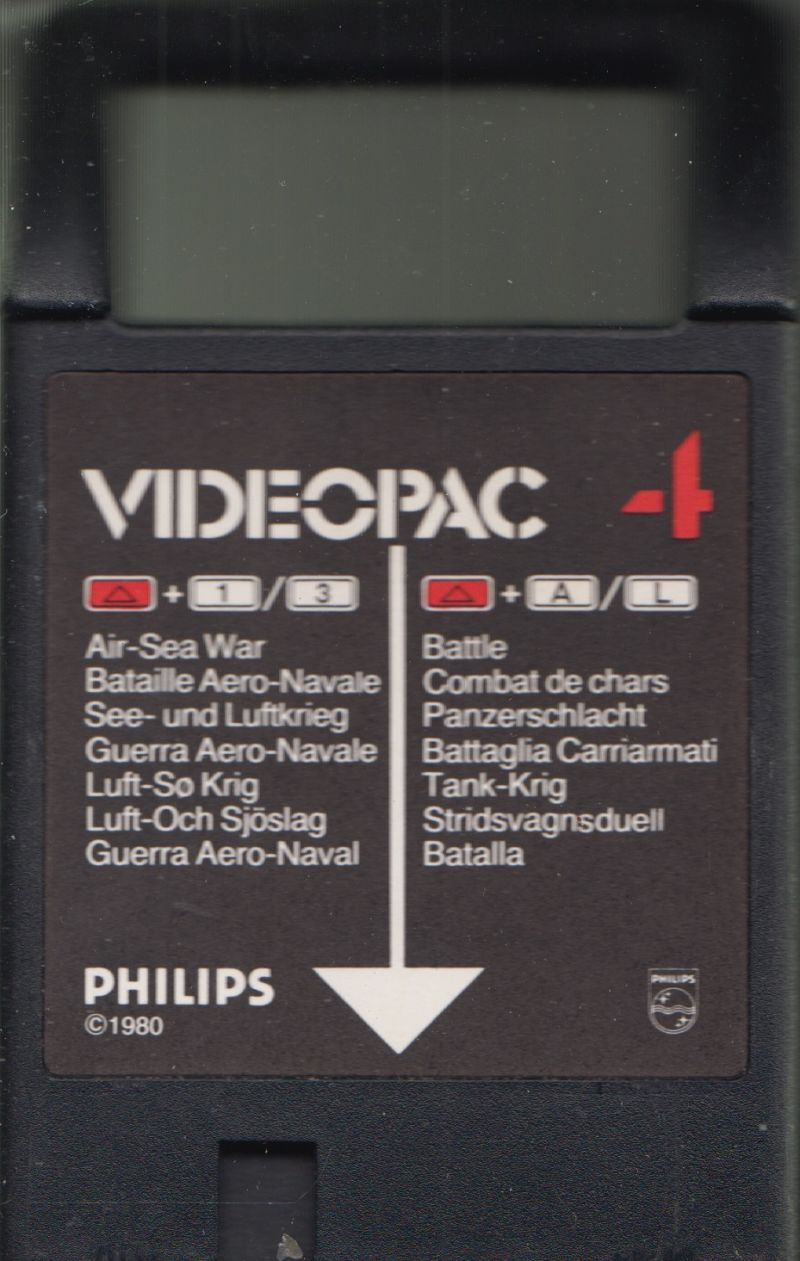 VIDEOPAC 4
+ 1 / 3
Air-Sea War
Bataille Aero-Navale
See- und Luftkrieg
Guerra Aero-Navale
Luft-Sø Krig
Luft-Och Sjöslag
Guerra Aero-Naval
+ A / L
Battle
Combat de chars
Panzerschlacht
Battaglia Carriarmati
Tank-Krig
Stridsvagnsduell
Batalla
PHILIPS
©1980
PHILIPS